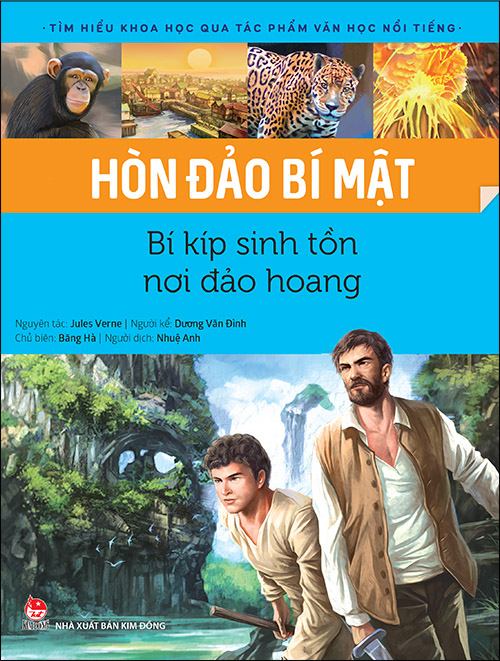 · TÌM HIỂU KHOA HỌC QUA TÁC PHẨM VĂN HỌC NỔI TIẾNG ·
HÒN ĐẢO BÍ MẬT
Bí kíp sinh tồn
nơi đảo hoang
Nguyên tác: Jules Verne | Người kể: Dương Văn Đình
Chủ biên: Băng Hà | Người dịch: Nhuệ Anh
KIM ĐỒNG
NHÀ XUẤT BẢN KIM ĐỒNG